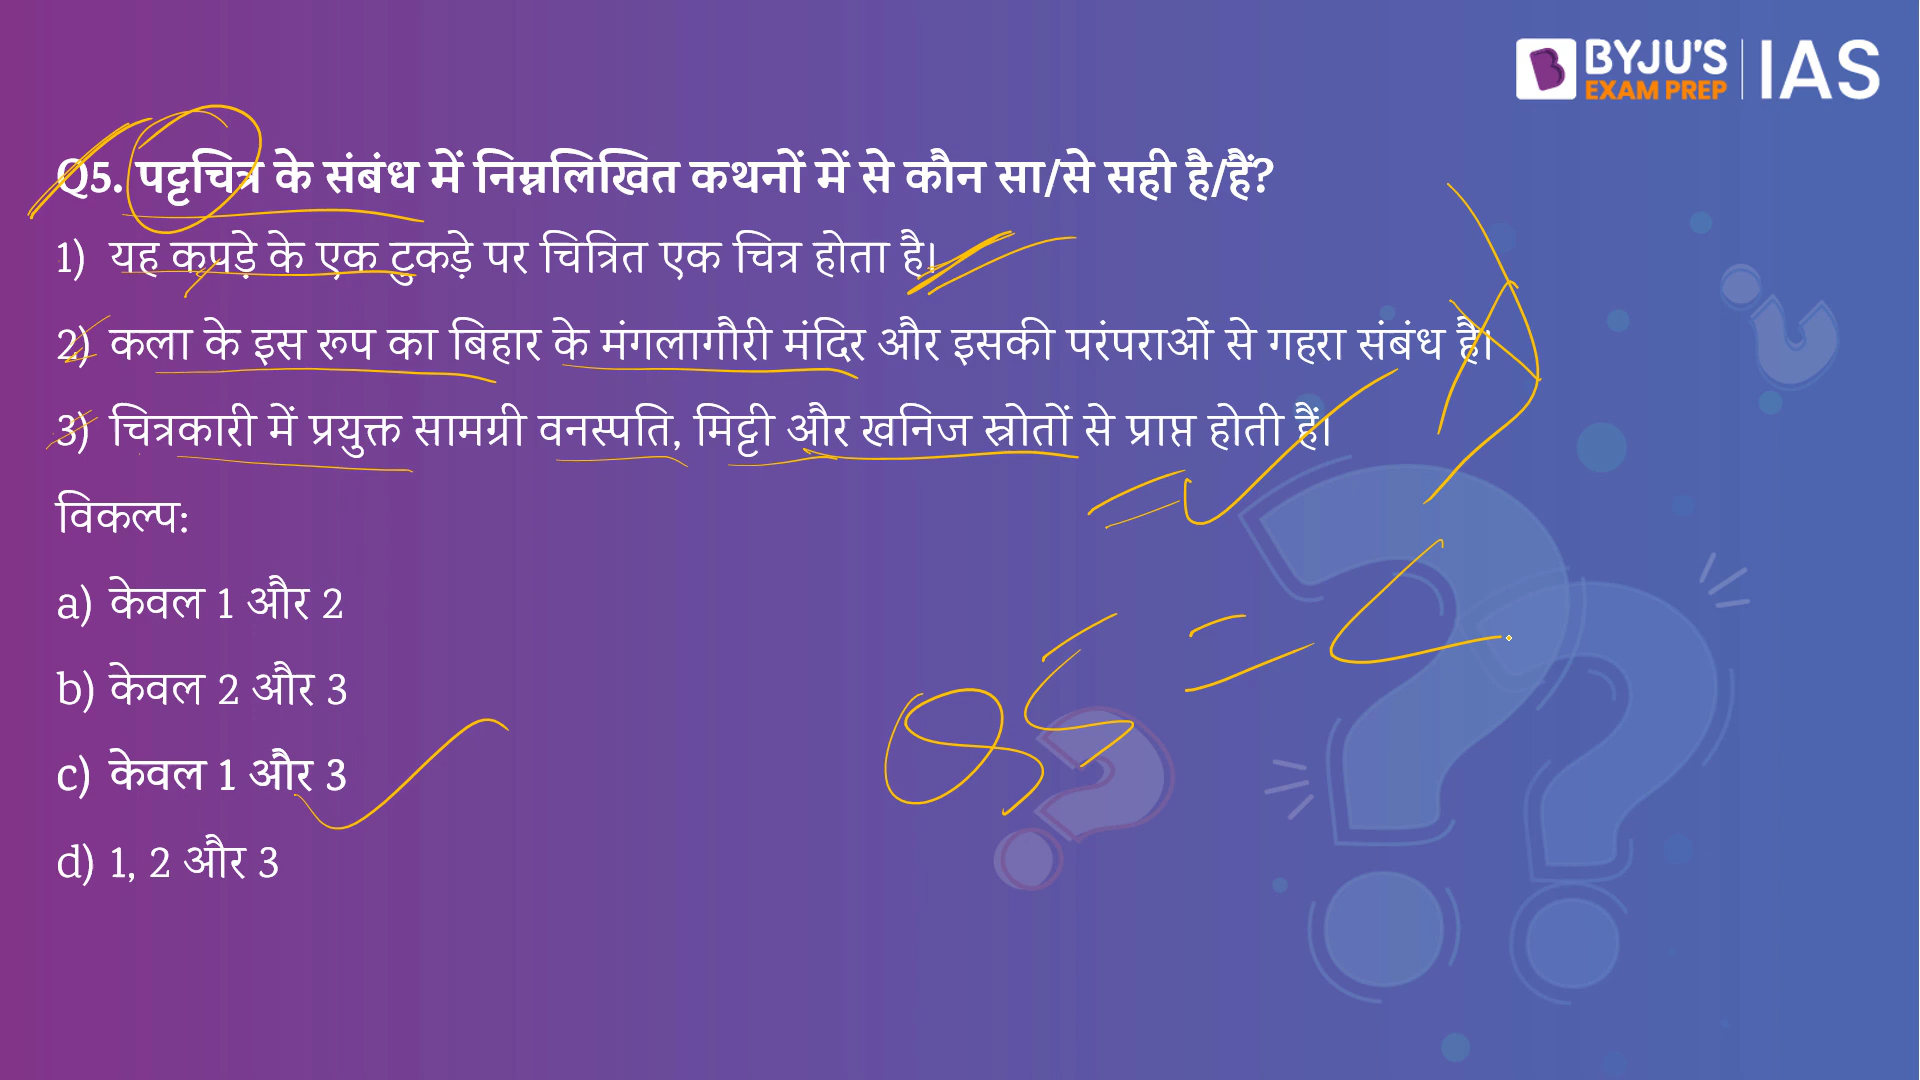 BYJU'S
EXAM PREP
IAS
Q5. पट्टचित्र के संबंध में निम्नलिखित कथनों में से कौन सा/से सही है/हैं?
1) यह कपड़े के एक टुकड़े पर चित्रित एक चित्र होता है।
2) कला के इस रूप का बिहार के मंगलागौरी मंदिर और इसकी परंपराओं से गहरा संबंध है।
3) चित्रकारी में प्रयुक्त सामग्री वनस्पति, मिट्टी और खनिज स्रोतों से प्राप्त होती हैं।
विकल्प:
a) केवल 1 और 2
b) केवल 2 और 3
c) केवल 1 और 3
d) 1, 2 और 3
Q5 = C